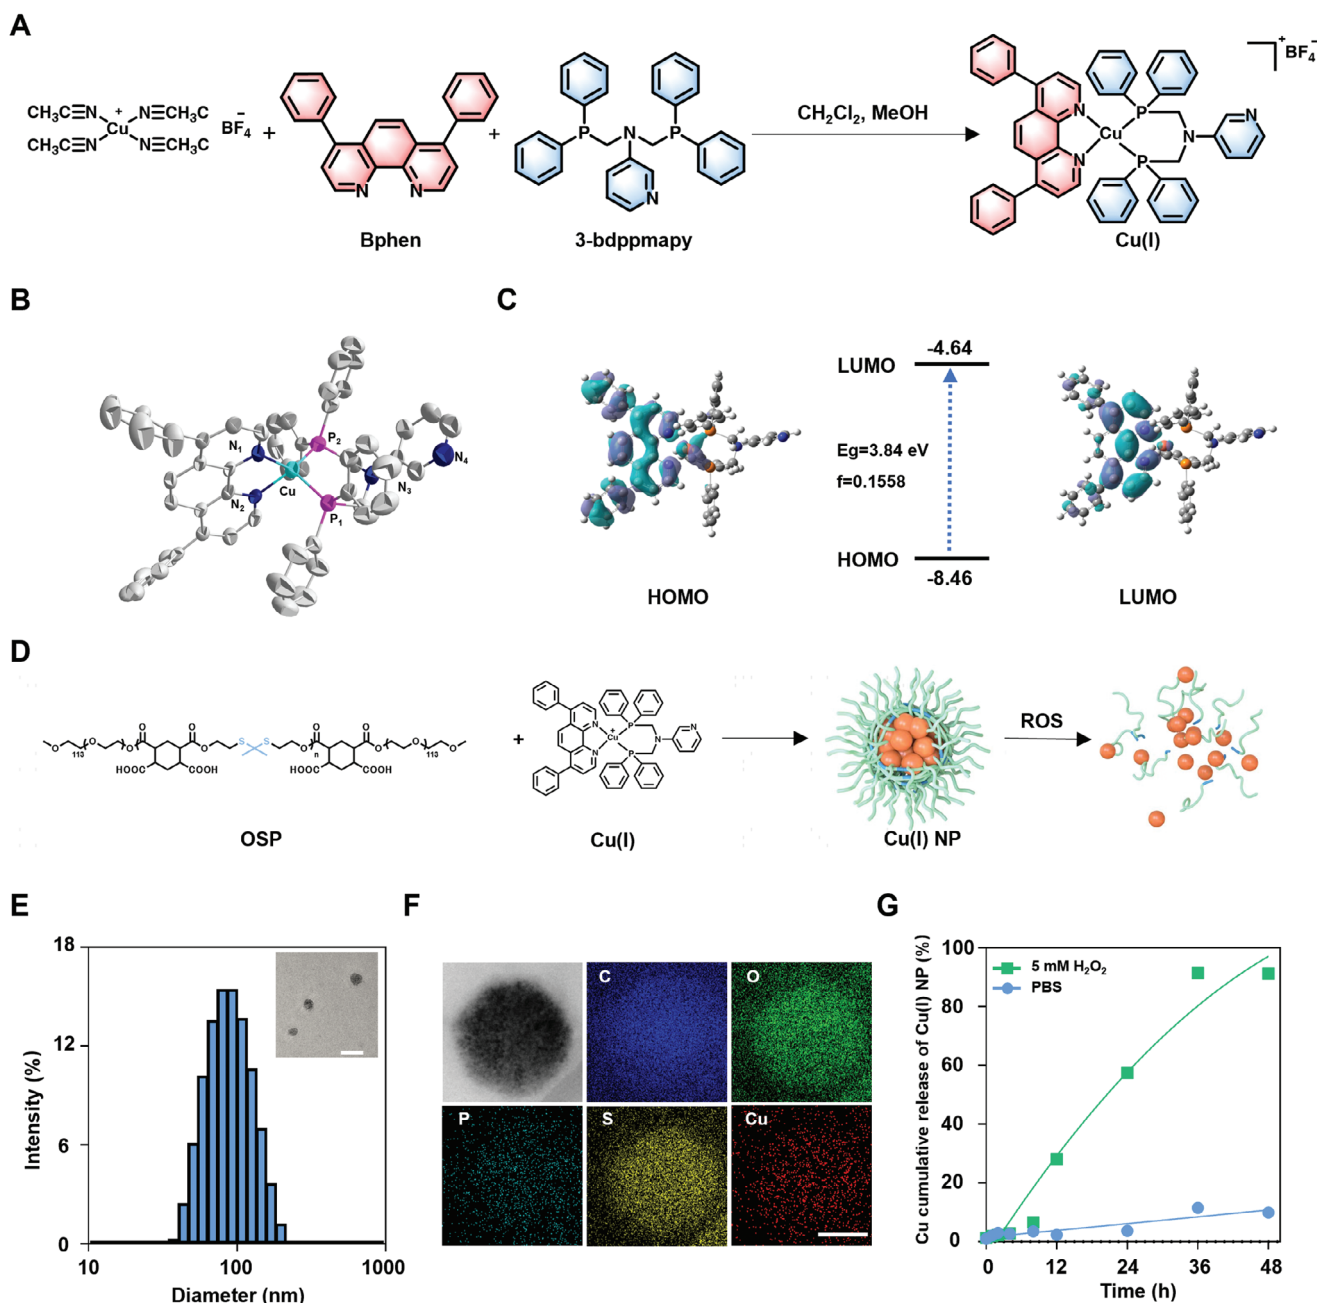 A
CH₃C≡N
N≡CH₃C
+
Cu
CH₃C≡N
N≡CH₃C
BF₄⁻
+
N
N
Bphen
+
P
N
P
N
3-bdppmapy
CH₂Cl₂, MeOH
N
N
Cu
P
P
N
N
+
BF₄⁻
Cu(I)
B
N₁
P₂
N₄
Cu
N₂
N₃
P₁
C
HOMO
LUMO
-4.64
Eg=3.84 eV
f=0.1558
HOMO
-8.46
LUMO
D
O
113
O
O
O
O
O
S
S
O
n
O
O
O
O
113
O
HOOC
COOH
HOOC
COOH
OSP
+
N
N
Cu
+
P
P
N
N
Cu(I)
Cu(I) NP
ROS
E
Intensity (%)
18
12
6
0
10
100
1000
Diameter (nm)
F
C
O
P
S
Cu
G
Cu cumulative release of Cu(I) NP (%)
100
80
60
40
20
0
5 mM H₂O₂
PBS
0
12
24
36
48
Time (h)